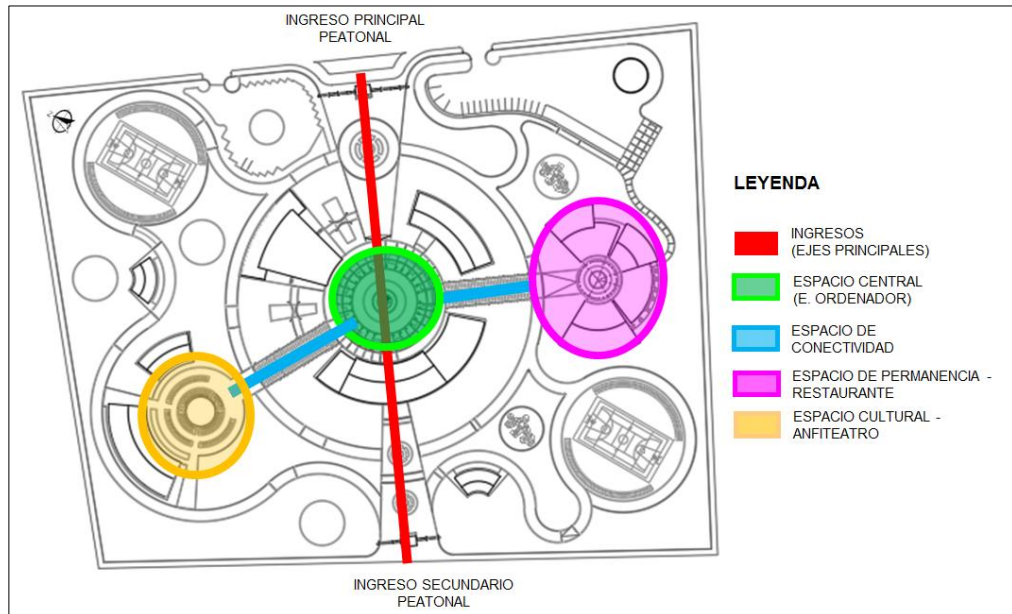 INGRESO PRINCIPAL
PEATONAL
LEYENDA
INGRESOS
(EJES PRINCIPALES)
ESPACIO CENTRAL
(E. ORDENADOR)
ESPACIO DE
CONECTIVIDAD
ESPACIO DE PERMANENCIA -
RESTAURANTE
ESPACIO CULTURAL -
ANFITEATRO
INGRESO SECUNDARIO
PEATONAL